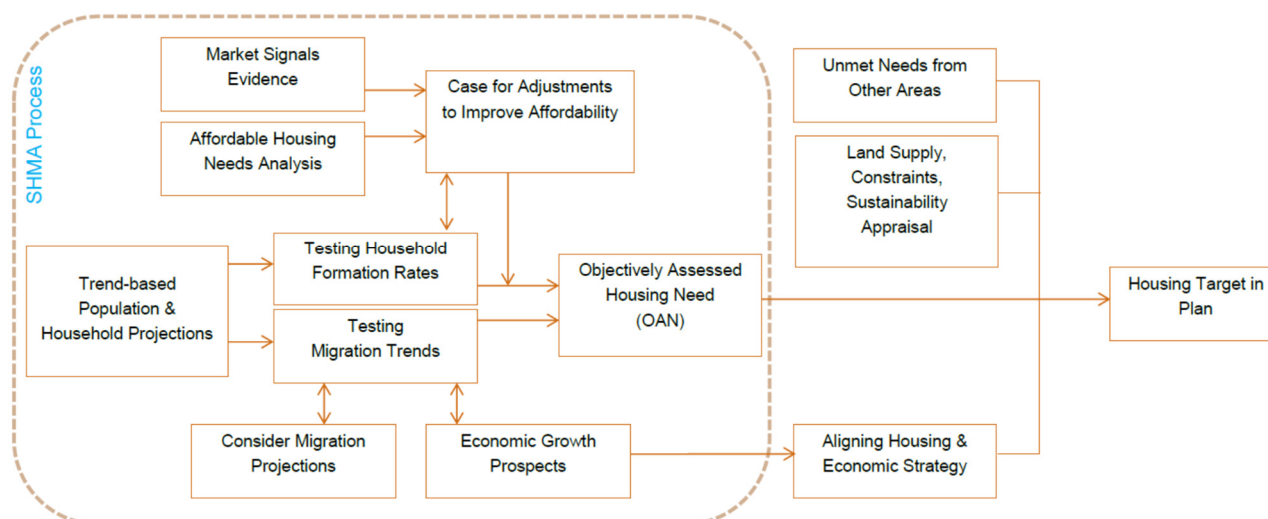 SHMA Process
Market Signals
Evidence
Affordable Housing
Needs Analysis
Case for Adjustments
to Improve Affordability
Trend-based
Population &
Household Projections
Testing Household
Formation Rates
Testing
Migration Trends
Objectively Assessed
Housing Need
(OAN)
Consider Migration
Projections
Economic Growth
Prospects
Unmet Needs from
Other Areas
Land Supply,
Constraints,
Sustainability
Appraisal
Aligning Housing &
Economic Strategy
Housing Target in
Plan